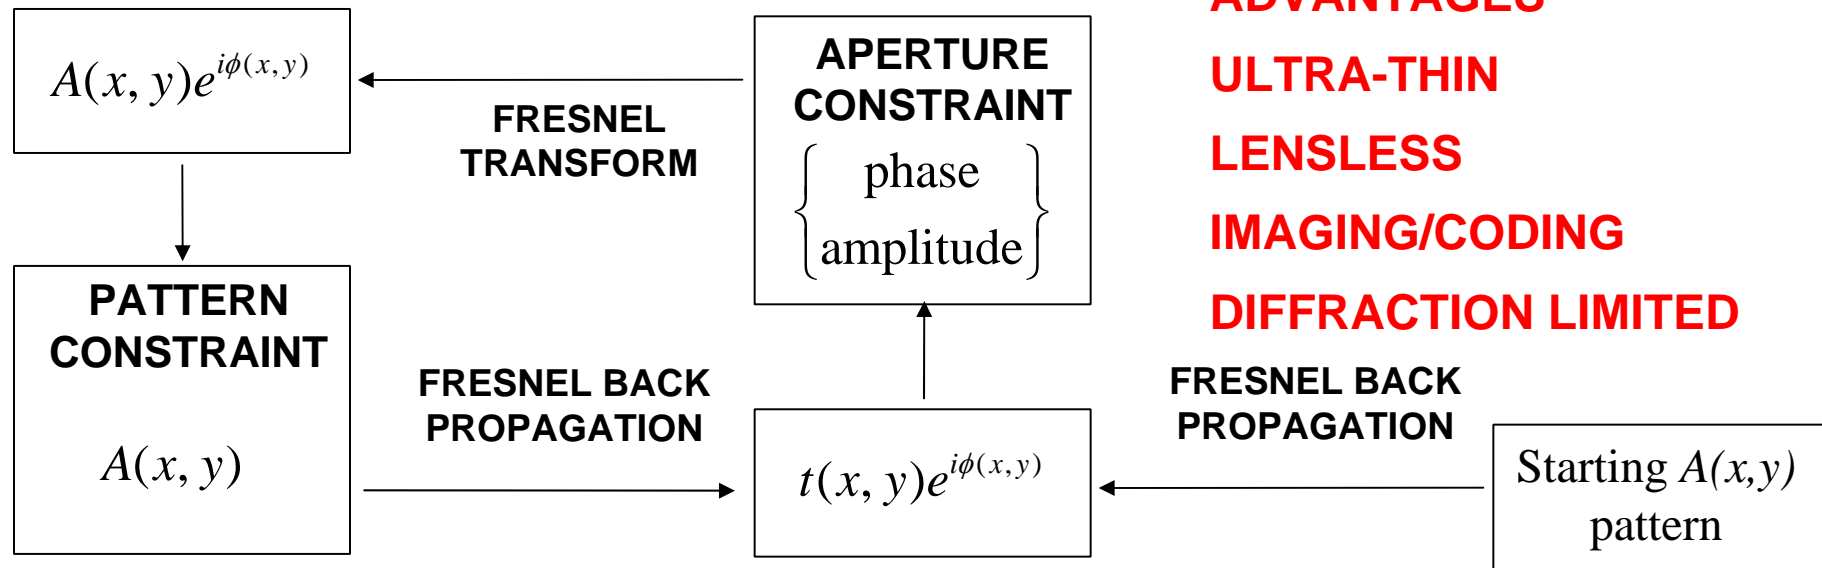 A(x, y)e^{iϕ(x, y)}
FRESNEL
TRANSFORM
APERTURE
CONSTRAINT
phase
amplitude
ADVANTAGES
ULTRA-THIN
LENSLESS
IMAGING/CODING
DIFFRACTION LIMITED
PATTERN
CONSTRAINT
A(x, y)
FRESNEL BACK
PROPAGATION
t(x, y)e^{iϕ(x, y)}
FRESNEL BACK
PROPAGATION
Starting A(x,y)
pattern